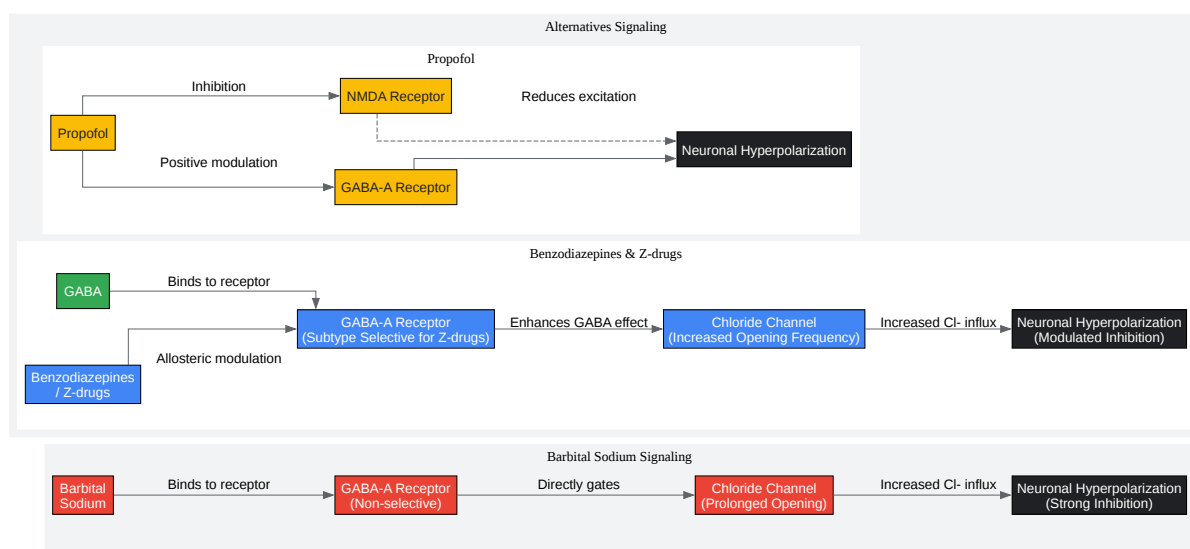 Alternatives Signaling
Propofol
Inhibition
NMDA Receptor
Reduces excitation
Propofol
Neuronal Hyperpolarization
Positive modulation
GABA-A Receptor
Benzodiazepines & Z-drugs
GABA
Binds to receptor
GABA-A Receptor
(Subtype Selective for Z-drugs)
Enhances GABA effect
Chloride Channel
(Increased Opening Frequency)
Increased Cl- influx
Neuronal Hyperpolarization
(Modulated Inhibition)
Allosteric modulation
Benzodiazepines
/ Z-drugs
Barbital Sodium Signaling
Barbital
Sodium
Binds to receptor
GABA-A Receptor
(Non-selective)
Directly gates
Chloride Channel
(Prolonged Opening)
Increased Cl- influx
Neuronal Hyperpolarization
(Strong Inhibition)